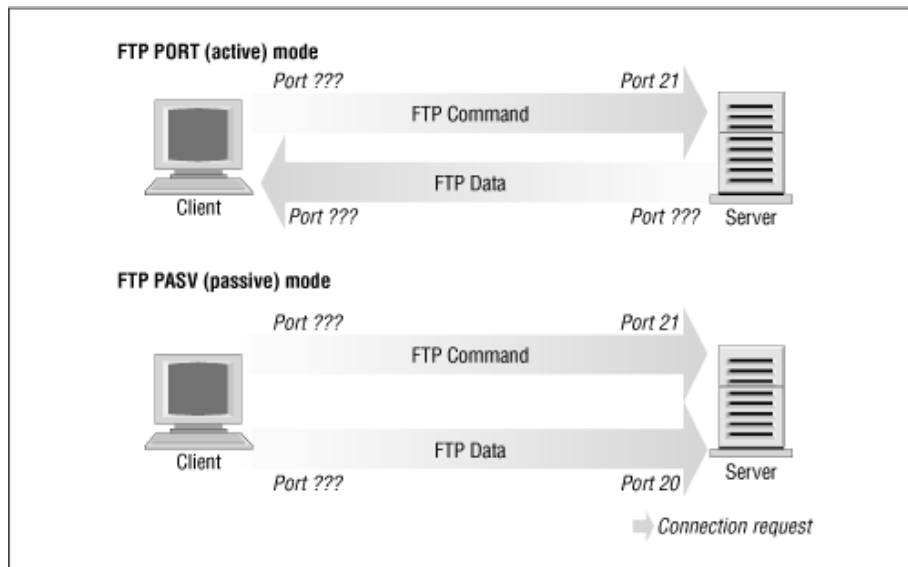 FTP PORT (active) mode
Port ??? Port 21
FTP Command
FTP Data
Client
Port ??? Port ???
Server
FTP PASV (passive) mode
Port ??? Port 21
FTP Command
FTP Data
Client
Server
Port ??? Port 20
Connection request